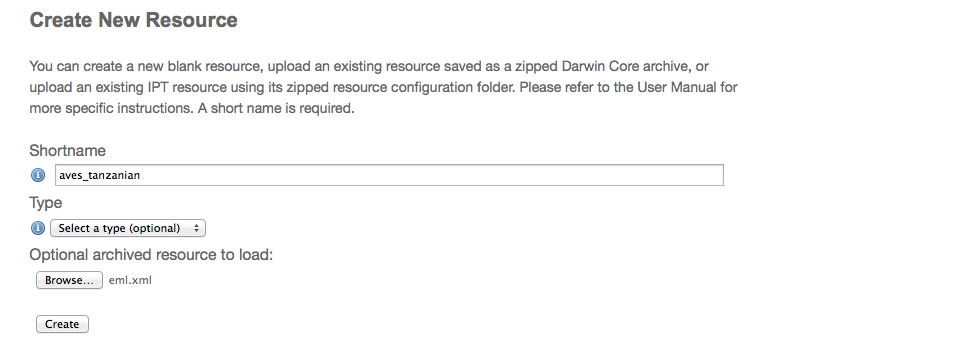 Create New Resource
You can create a new blank resource, upload an existing resource saved as a zipped Darwin Core archive, or
upload an existing IPT resource using its zipped resource configuration folder. Please refer to the User Manual for
more specific instructions. A short name is required.
Shortname
i aves_tanzanian
Type
i Select a type (optional)
Optional archived resource to load:
Browse... eml.xml
Create